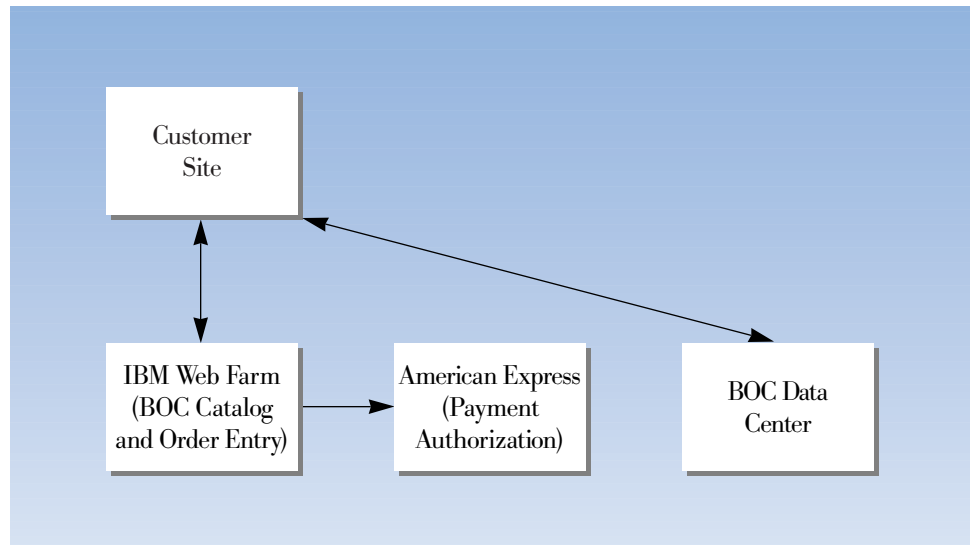 Customer
Site
IBM Web Farm
(BOC Catalog
and Order Entry)
American Express
(Payment
Authorization)
BOC Data
Center